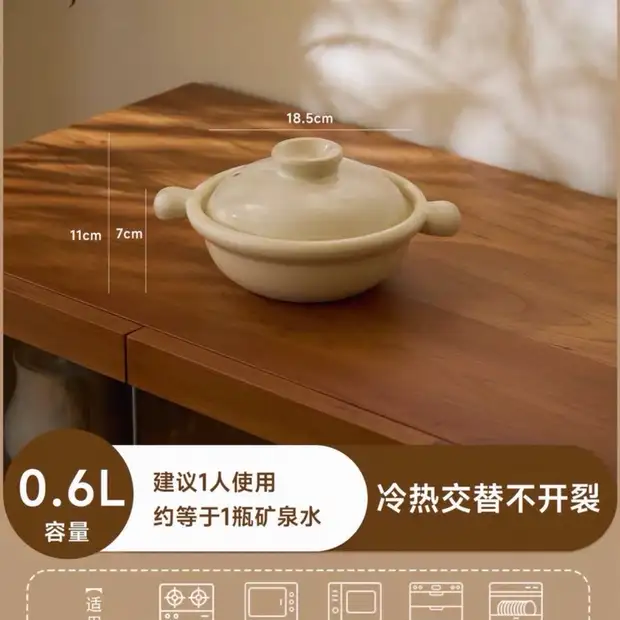 18.5cm
11cm
7cm
0.6L
容量
建议1人使用
约等于1瓶矿泉水
冷热交替不开裂
【适